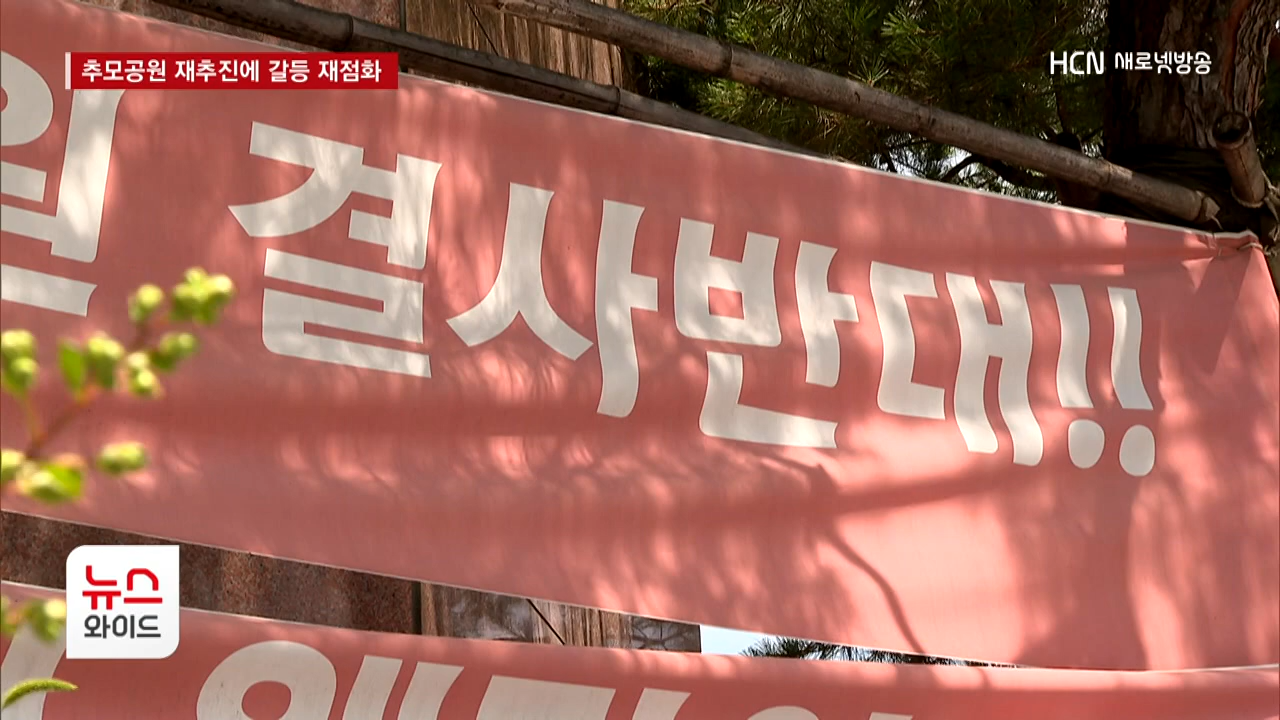 추모공원 재추진에 갈등 재점화
HCN 새로넷방송
원 결사반대!!
뉴스
와이드